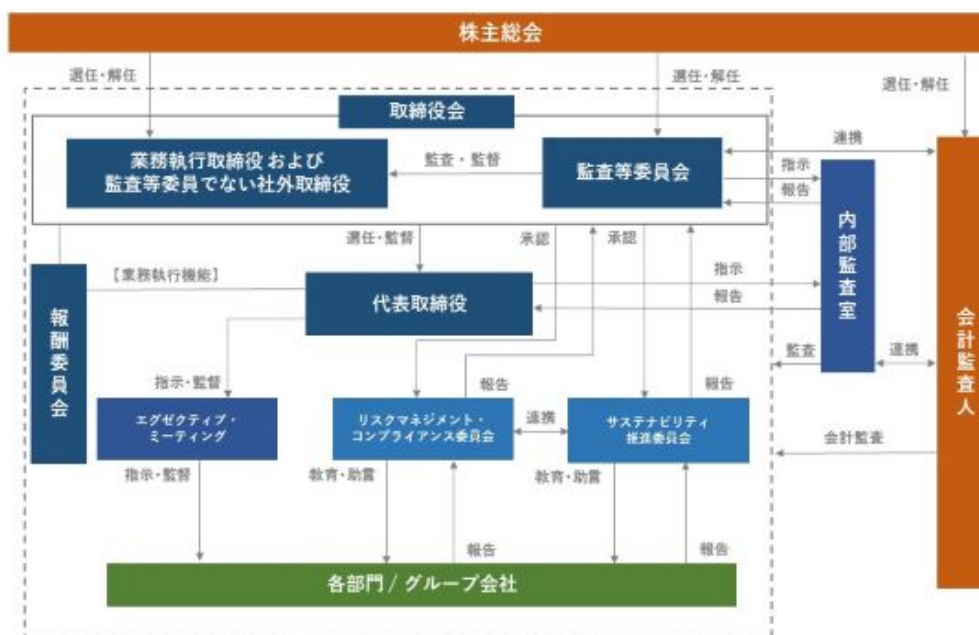 株主総会
選任・解任
選任・解任
選任・解任
取締役会
業務執行取締役 および
監査等委員でない社外取締役
監査・監督
監査等委員会
連携
指示
報告
内部監査室
会計監査人
選任・監督
承認
承認
【業務執行機能】
指示
報告
代表取締役
報酬委員会
監査
連携
指示・監督
報告
報告
エグゼクティブ・
ミーティング
リスクマネジメント・
コンプライアンス委員会
連携
サステナビリティ
推進委員会
会計監査
指示・監督
教育・助言
教育・助言
報告
報告
各部門 / グループ会社